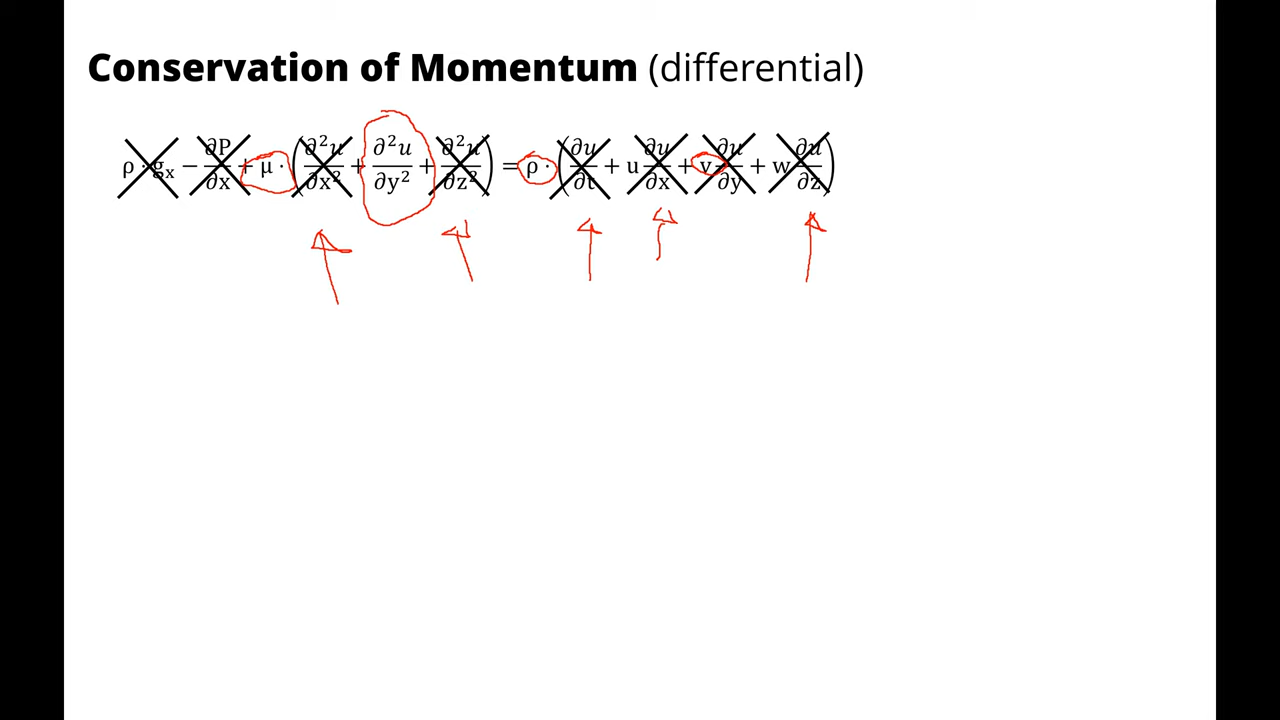 Conservation of Momentum (differential)
ρ · gₓ − ∂P/∂x + μ · (∂²u/∂x² + ∂²u/∂y² + ∂²u/∂z²) = ρ · (∂u/∂t + u ∂u/∂x + v ∂u/∂y + w ∂u/∂z)